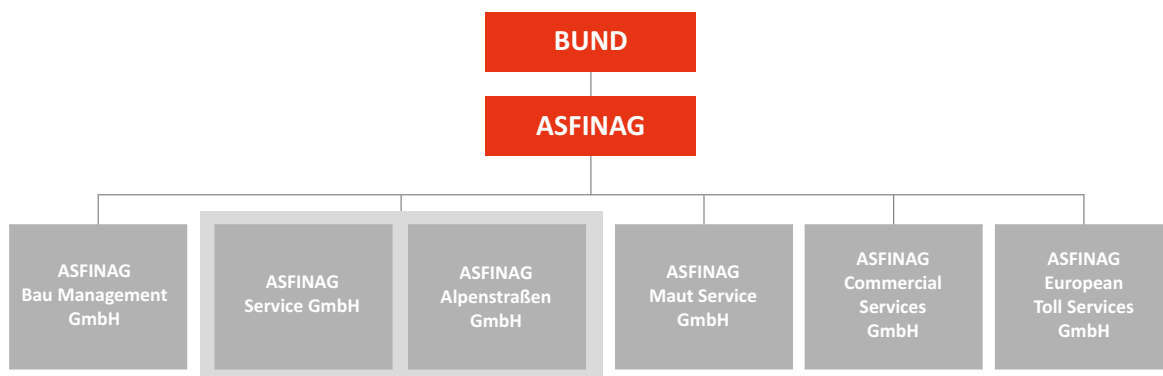 BUND
ASFINAG
ASFINAG
Bau Management
GmbH
ASFINAG
Service GmbH
ASFINAG
Alpenstraßen
GmbH
ASFINAG
Maut Service
GmbH
ASFINAG
Commercial
Services
GmbH
ASFINAG
European
Toll Services
GmbH